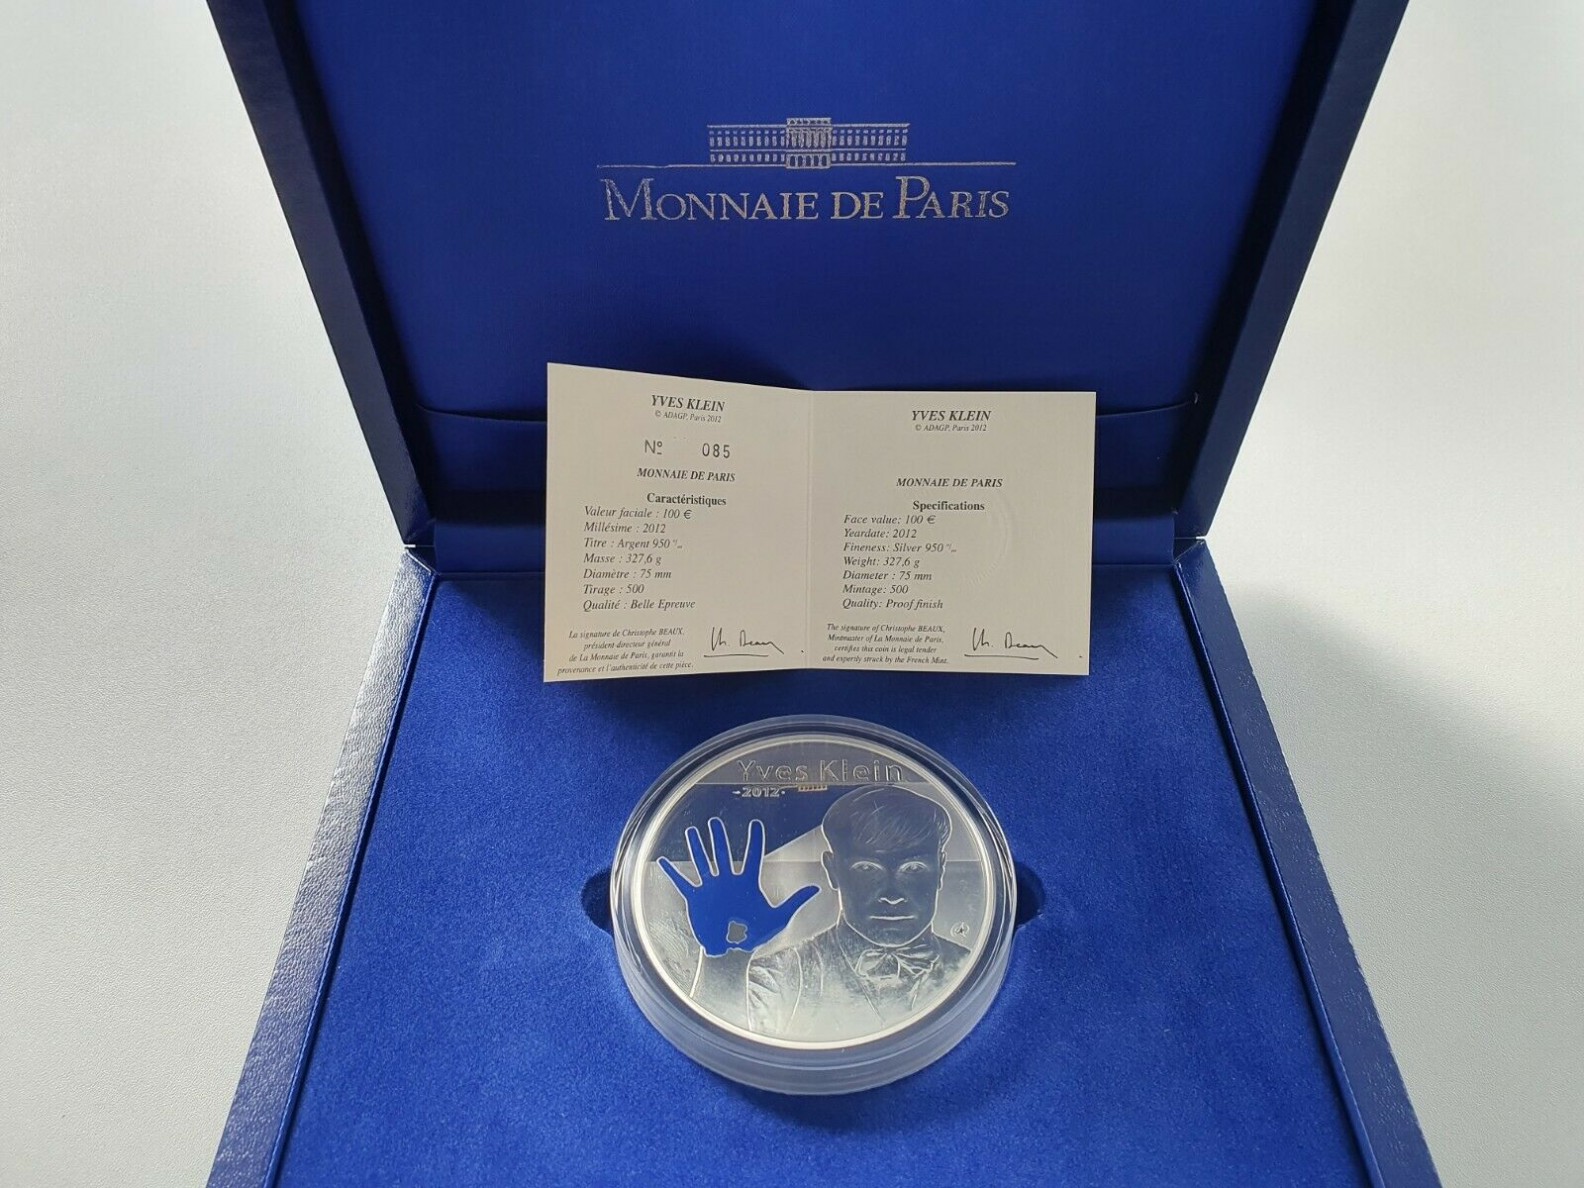 MONNAIE DE PARIS
YVES KLEIN
© ADAGP, Paris 2012
Nº 085
MONNAIE DE PARIS
Caractéristiques
Valeur faciale : 100 €
Millésime : 2012
Titre : Argent 950
Masse : 327,6 g
Diamètre : 75 mm
Tirage : 500
Qualité : Belle Epreuve
La signature de Christophe BEAUX,
président-directeur général
de La Monnaie de Paris, garantit la
provenance et l'authenticité de cette pièce.
Ch. Beaux
YVES KLEIN
© ADAGP, Paris 2012
MONNAIE DE PARIS
Specifications
Face value: 100 €
Yeardate: 2012
Fineness: Silver 950
Weight: 327,6 g
Diameter : 75 mm
Mintage: 500
Quality: Proof finish
The signature of Christophe BEAUX,
Mintmaster of La Monnaie de Paris,
certifies this coin is legal tender
and expertly struck by the French Mint.
Ch. Beaux
Yves Klein
·2012·